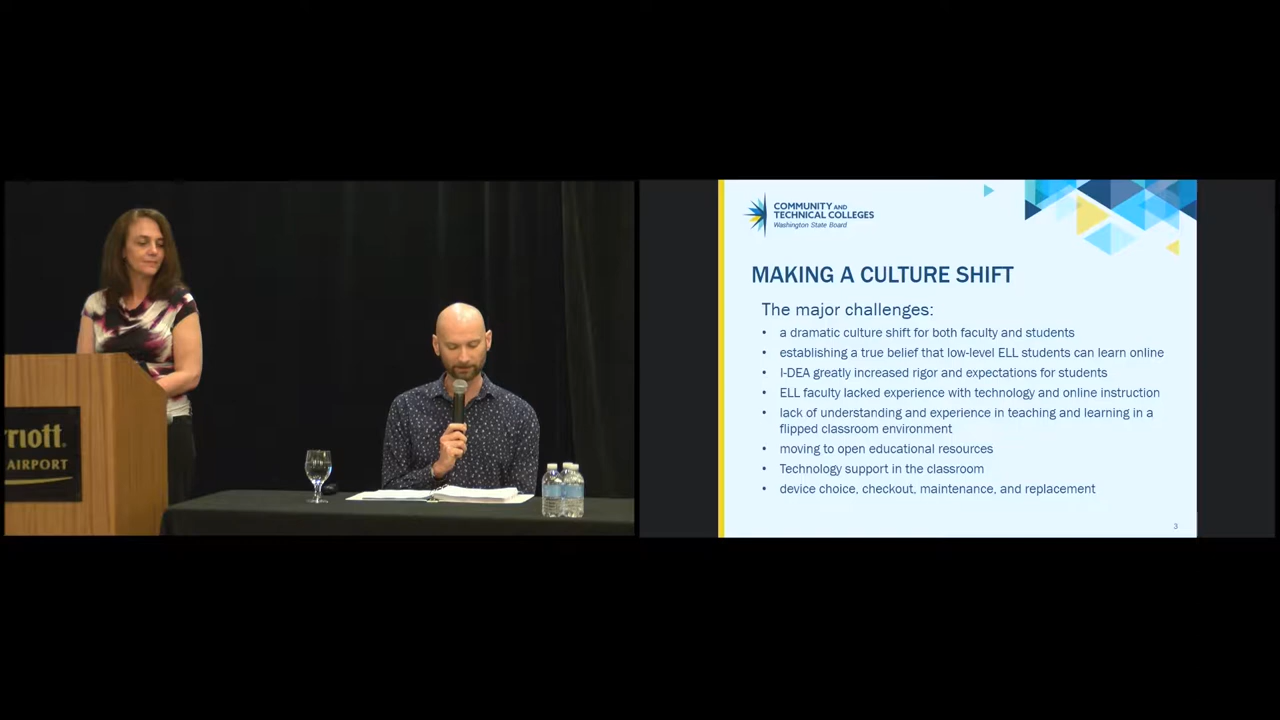 rriott.
AIRPORT
COMMUNITY AND
TECHNICAL COLLEGES
Washington State Board
MAKING A CULTURE SHIFT
The major challenges:
• a dramatic culture shift for both faculty and students
• establishing a true belief that low-level ELL students can learn online
• I-DEA greatly increased rigor and expectations for students
• ELL faculty lacked experience with technology and online instruction
• lack of understanding and experience in teaching and learning in a
flipped classroom environment
• moving to open educational resources
• Technology support in the classroom
• device choice, checkout, maintenance, and replacement
3